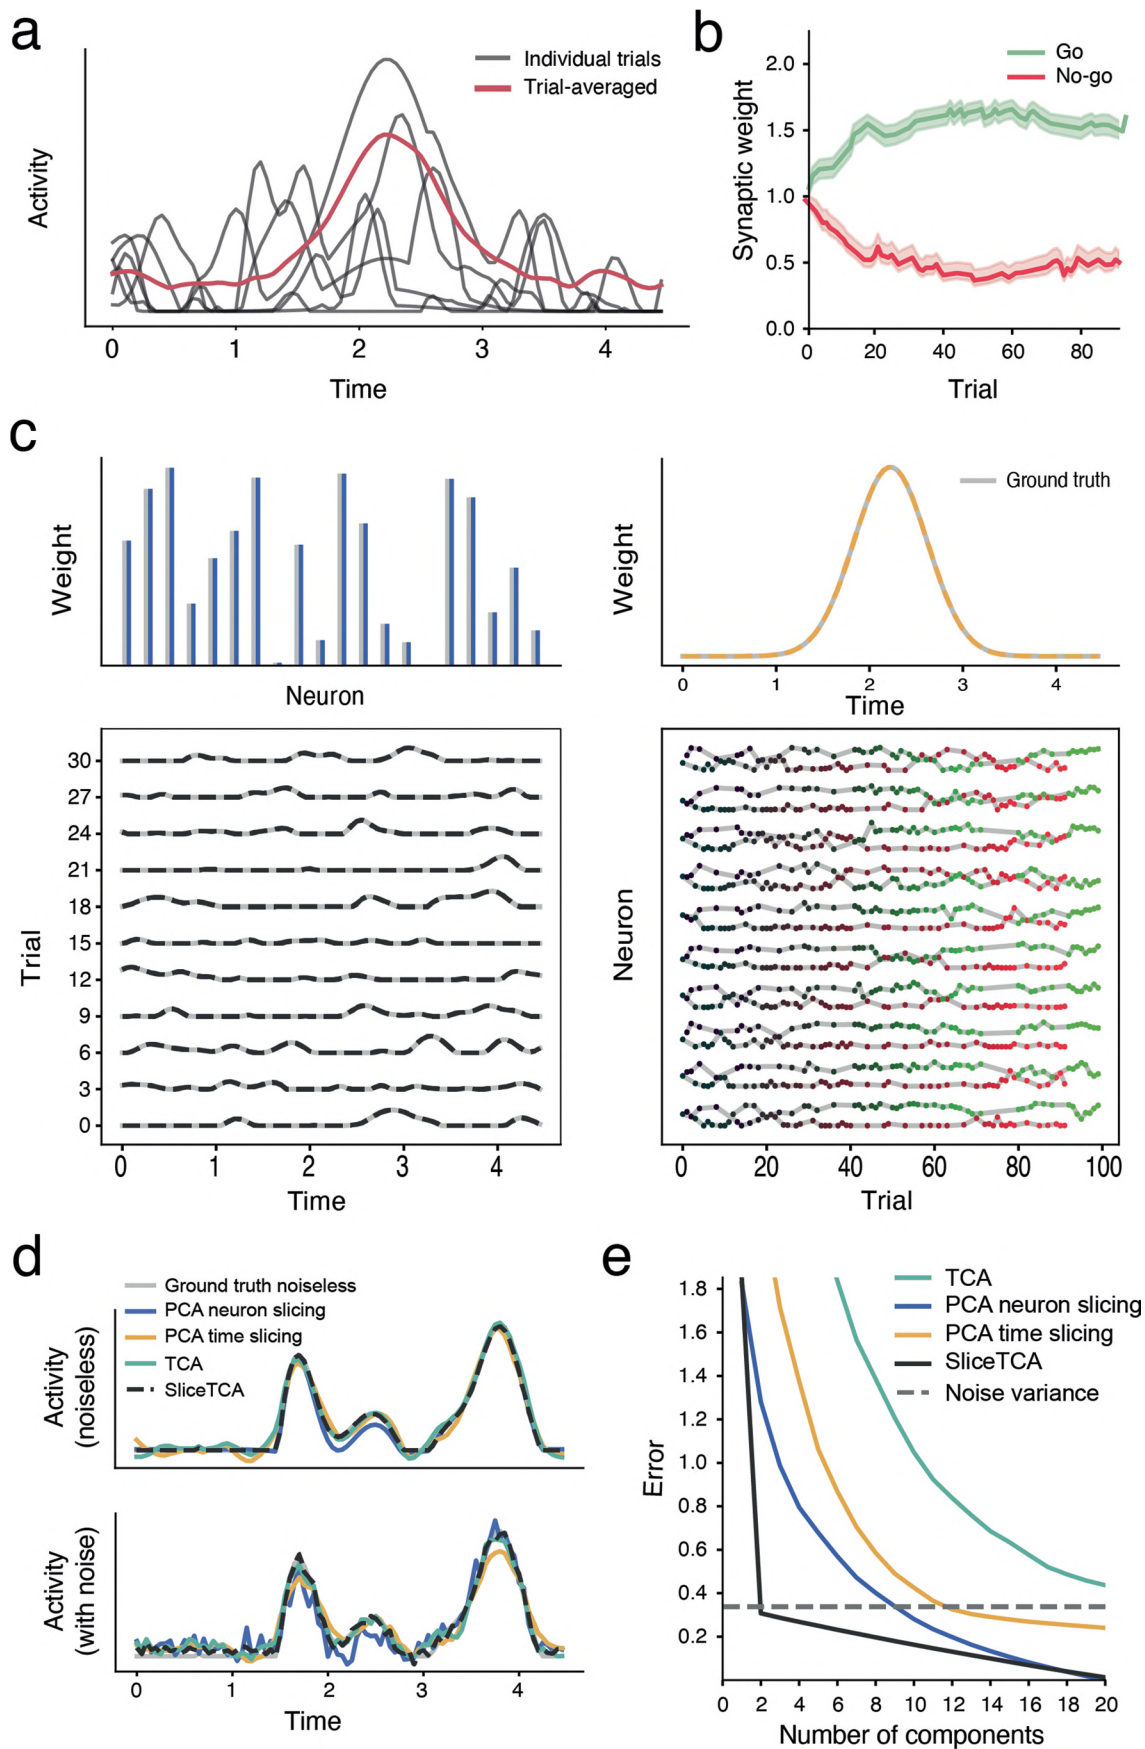 a
Individual trials
Trial-averaged
Activity
0 1 2 3 4
Time
b
Go
No-go
Synaptic weight
2.0
1.5
1.0
0.5
0.0
0 20 40 60 80
Trial
c
Weight
Neuron
Weight
Ground truth
0 1 2 3 4
Time
Trial
30
27
24
21
18
15
12
9
6
3
0
0 1 2 3 4
Time
Neuron
0 20 40 60 80 100
Trial
d
Ground truth noiseless
PCA neuron slicing
PCA time slicing
TCA
SliceTCA
Activity
(noiseless)
Activity
(with noise)
0 1 2 3 4
Time
e
TCA
PCA neuron slicing
PCA time slicing
SliceTCA
Noise variance
Error
1.8
1.6
1.4
1.2
1.0
0.8
0.6
0.4
0.2
0 2 4 6 8 10 12 14 16 18 20
Number of components